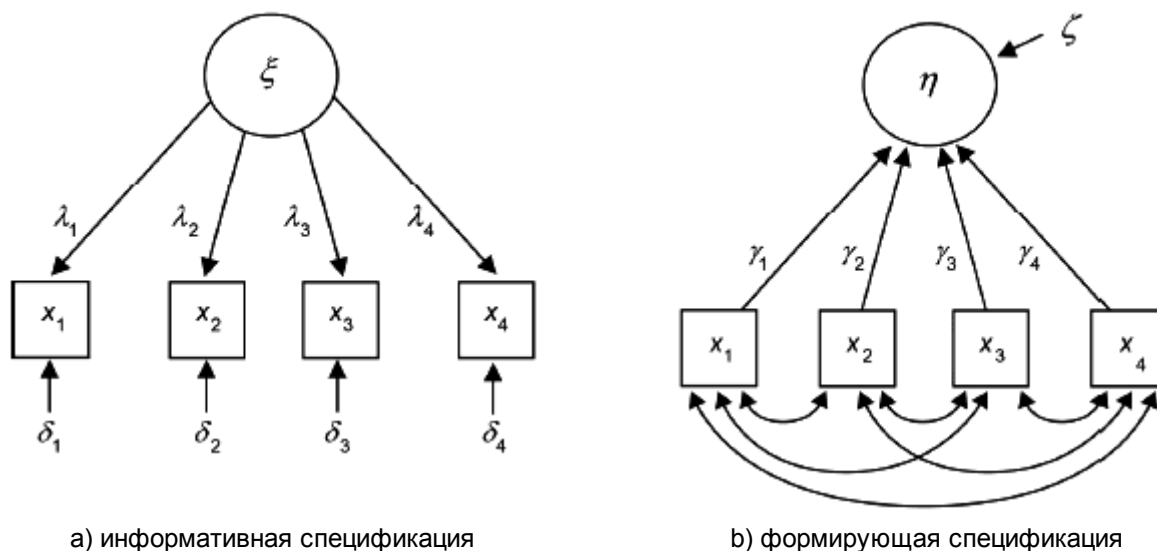 ξ
λ₁ λ₂ λ₃ λ₄
x₁ x₂ x₃ x₄
δ₁ δ₂ δ₃ δ₄
a) информативная спецификация
ζ
η
γ₁ γ₂ γ₃ γ₄
x₁ x₂ x₃ x₄
b) формирующая спецификация